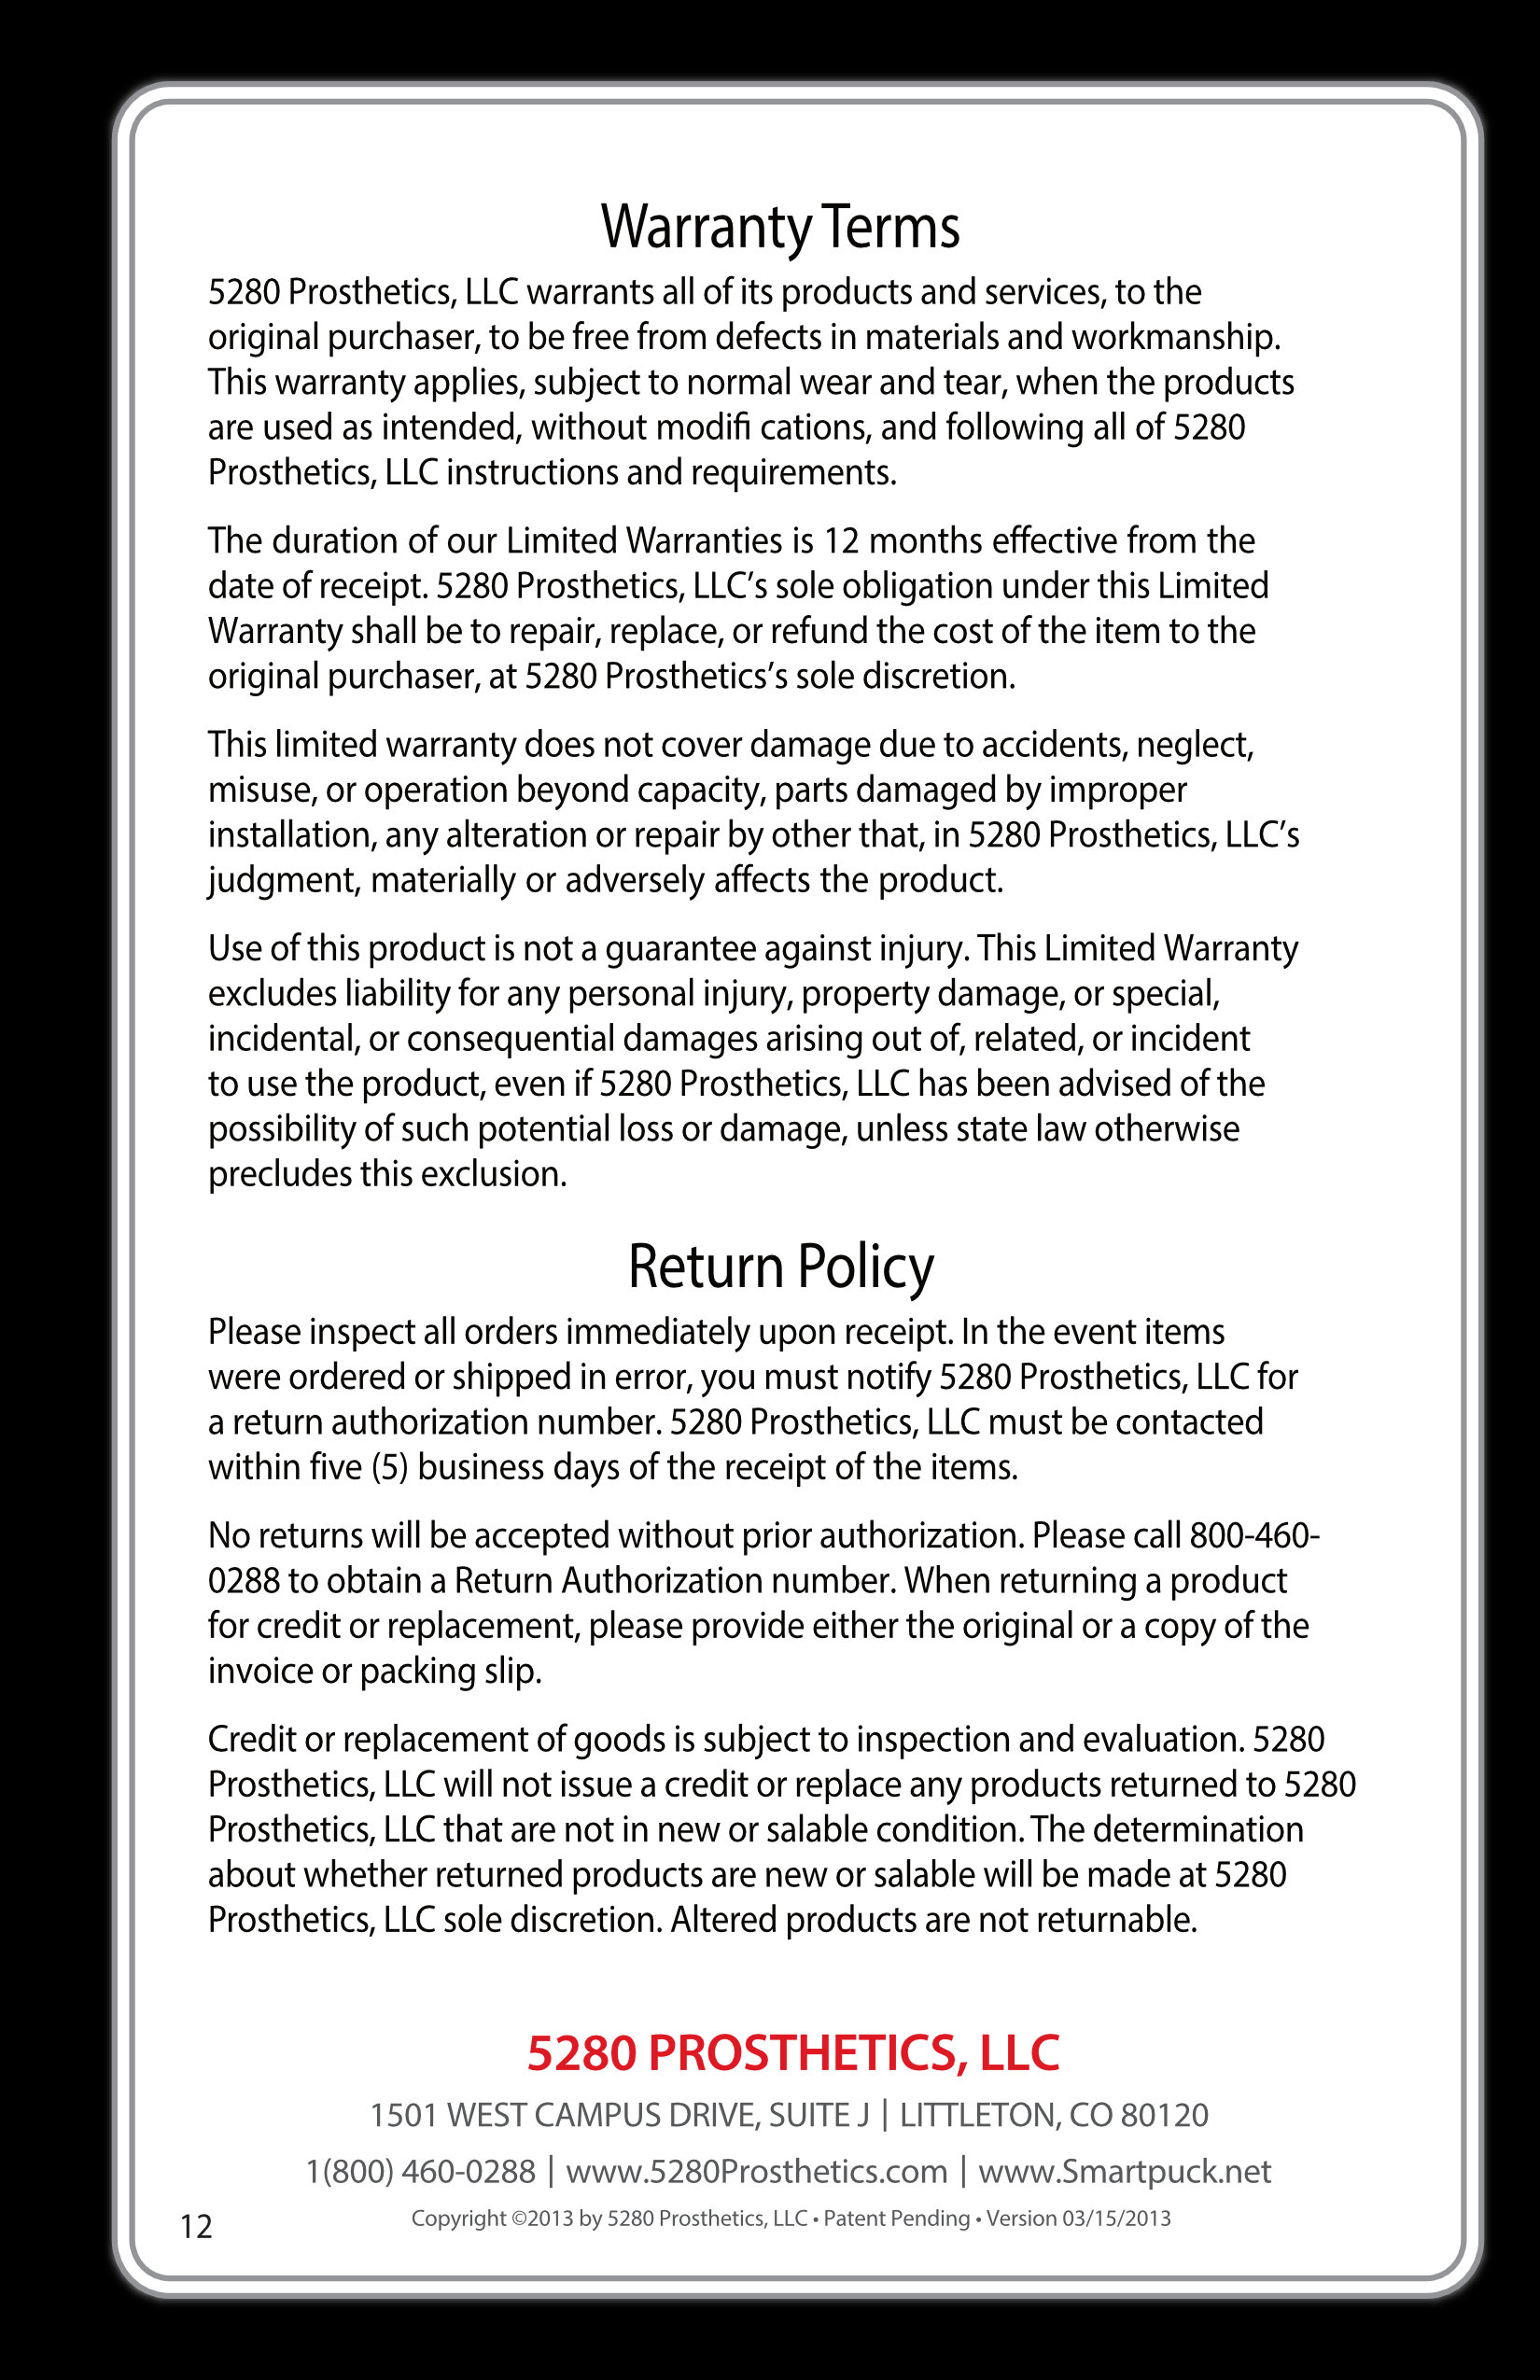 Warranty Terms
5280 Prosthetics, LLC warrants all of its products and services, to the
original purchaser, to be free from defects in materials and workmanship.
This warranty applies, subject to normal wear and tear, when the products
are used as intended, without modifi cations, and following all of 5280
Prosthetics, LLC instructions and requirements.
The duration of our Limited Warranties is 12 months effective from the
date of receipt. 5280 Prosthetics, LLC’s sole obligation under this Limited
Warranty shall be to repair, replace, or refund the cost of the item to the
original purchaser, at 5280 Prosthetics’s sole discretion.
This limited warranty does not cover damage due to accidents, neglect,
misuse, or operation beyond capacity, parts damaged by improper
installation, any alteration or repair by other that, in 5280 Prosthetics, LLC’s
judgment, materially or adversely affects the product.
Use of this product is not a guarantee against injury. This Limited Warranty
excludes liability for any personal injury, property damage, or special,
incidental, or consequential damages arising out of, related, or incident
to use the product, even if 5280 Prosthetics, LLC has been advised of the
possibility of such potential loss or damage, unless state law otherwise
precludes this exclusion.
Return Policy
Please inspect all orders immediately upon receipt. In the event items
were ordered or shipped in error, you must notify 5280 Prosthetics, LLC for
a return authorization number. 5280 Prosthetics, LLC must be contacted
within five (5) business days of the receipt of the items.
No returns will be accepted without prior authorization. Please call 800-460-
0288 to obtain a Return Authorization number. When returning a product
for credit or replacement, please provide either the original or a copy of the
invoice or packing slip.
Credit or replacement of goods is subject to inspection and evaluation. 5280
Prosthetics, LLC will not issue a credit or replace any products returned to 5280
Prosthetics, LLC that are not in new or salable condition. The determination
about whether returned products are new or salable will be made at 5280
Prosthetics, LLC sole discretion. Altered products are not returnable.
5280 PROSTHETICS, LLC
1501 WEST CAMPUS DRIVE, SUITE J | LITTLETON, CO 80120
1(800) 460-0288 | www.5280Prosthetics.com | www.Smartpuck.net
Copyright ©2013 by 5280 Prosthetics, LLC • Patent Pending • Version 03/15/2013
12